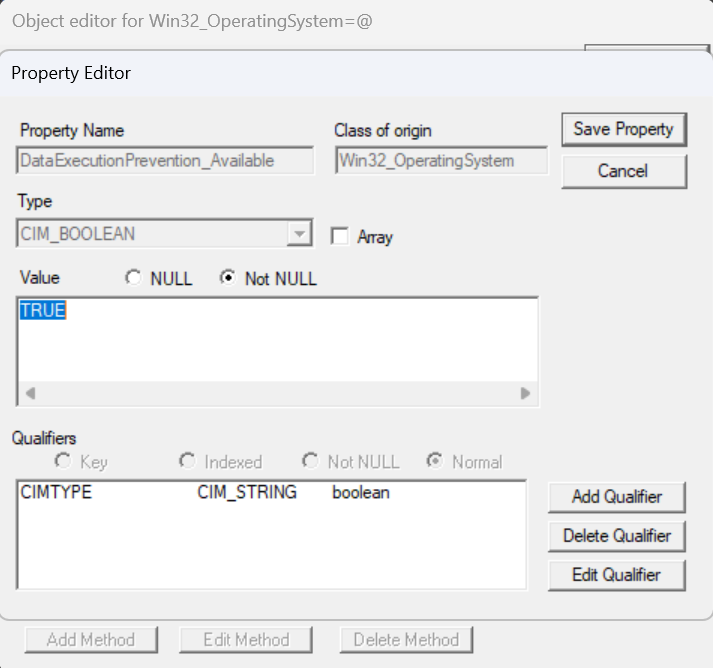 Object editor for Win32_OperatingSystem=@
Property Editor
Property Name
Class of origin
Save Property
DataExecutionPrevention_Available
Win32_OperatingSystem
Cancel
Type
CIM_BOOLEAN
Array
Value
NULL
Not NULL
TRUE
Qualifiers
Key
Indexed
Not NULL
Normal
CIMTYPE CIM_STRING boolean
Add Qualifier
Delete Qualifier
Edit Qualifier
Add Method
Edit Method
Delete Method